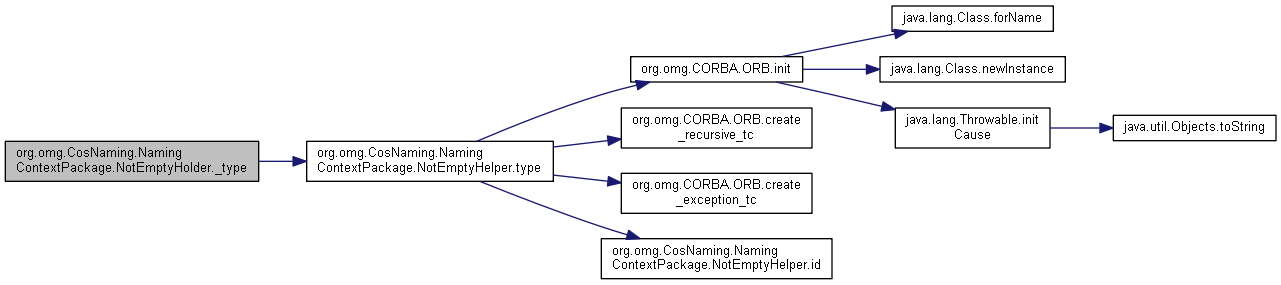 org.omg.CosNaming.Naming
ContextPackage.NotEmptyHolder._type
org.omg.CosNaming.Naming
ContextPackage.NotEmptyHelper.type
org.omg.CORBA.ORB.init
org.omg.CORBA.ORB.create
_recursive_tc
org.omg.CORBA.ORB.create
_exception_tc
org.omg.CosNaming.Naming
ContextPackage.NotEmptyHelper.id
java.lang.Class.forName
java.lang.Class.newInstance
java.lang.Throwable.init
Cause
java.util.Objects.toString